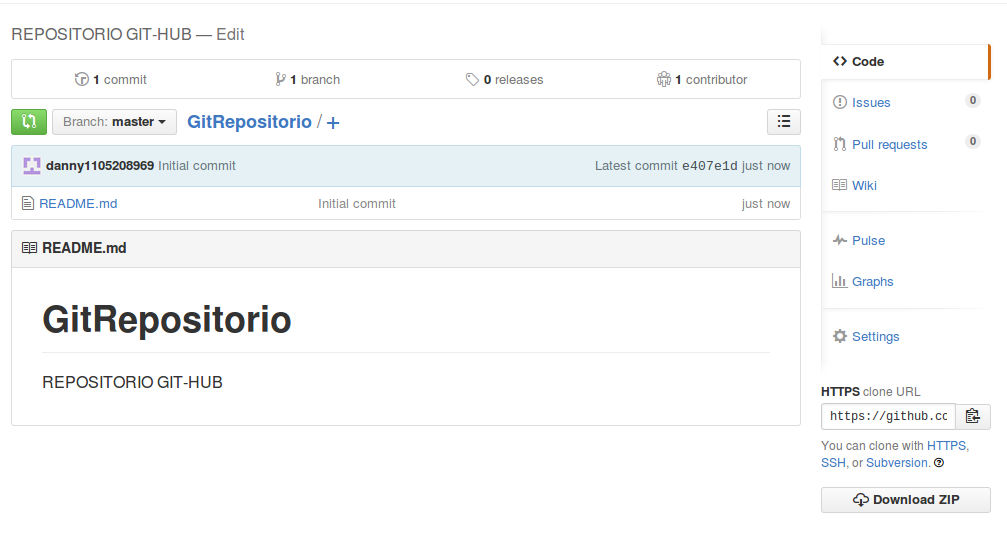 REPOSITORIO GIT-HUB — Edit
1 commit 1 branch 0 releases 1 contributor
Branch: master GitRepositorio / +
danny1105208969 Initial commit Latest commit e407e1d just now
README.md Initial commit just now
README.md
GitRepositorio
REPOSITORIO GIT-HUB
Code
Issues 0
Pull requests 0
Wiki
Pulse
Graphs
Settings
HTTPS clone URL
https://github.cc
You can clone with HTTPS,
SSH, or Subversion.
Download ZIP